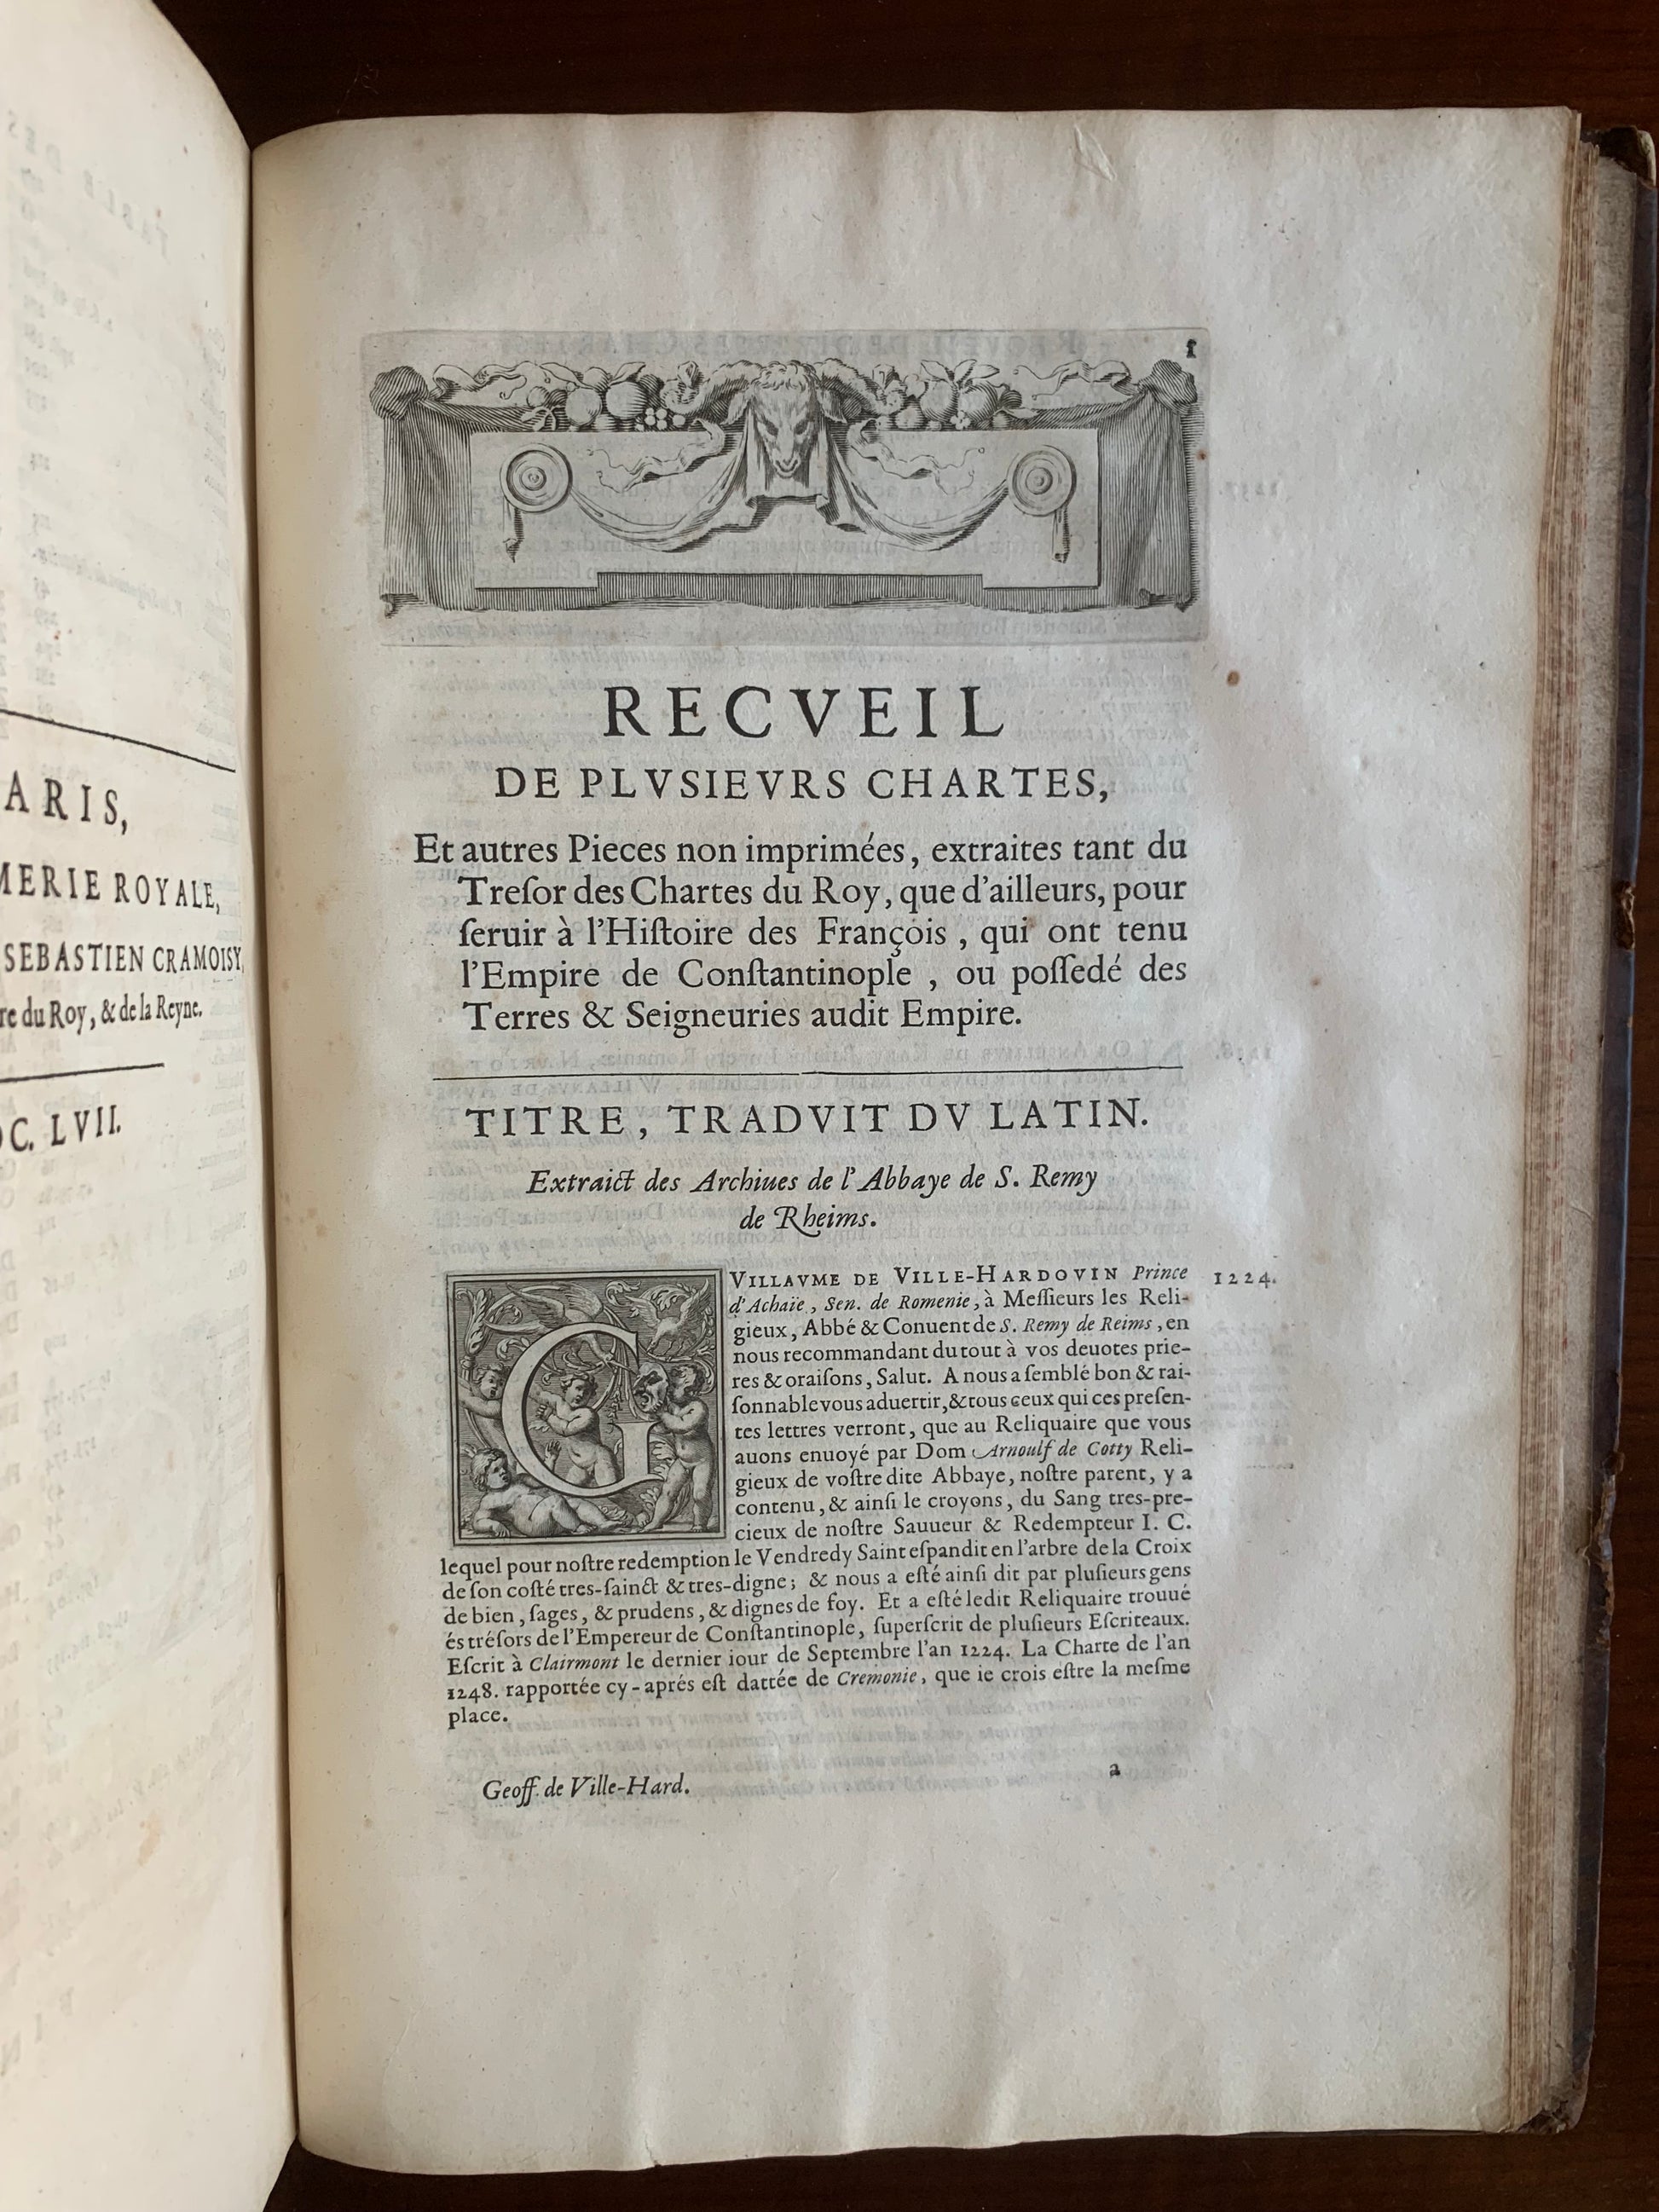 ARIS,
MERIE ROYALE,
SEBASTIEN CRAMOISY,
re du Roy, & de la Reyne.
C. LVII.
1
RECVEIL
DE PLVSIEVRS CHARTES,
Et autres Pieces non imprimées, extraites tant du
Treſor des Chartes du Roy, que d'ailleurs, pour
ſeruir à l'Hiſtoire des François, qui ont tenu
l'Empire de Conſtantinople, ou poſſedé des
Terres & Seigneuries audit Empire.
TITRE, TRADVIT DV LATIN.
Extraict des Archiues de l'Abbaye de S. Remy
de Rheims.
GVILLAVME DE VILLE-HARDOVIN Prince 1224.
d'Achaïe, Sen. de Romenie, à Meſſieurs les Reli-
gieux, Abbé & Conuent de S. Remy de Reims, en
nous recommandant du tout à vos deuotes prie-
res & oraiſons, Salut. A nous a ſemblé bon & rai-
ſonnable vous aduertir, & tous ceux qui ces preſen-
tes lettres verront, que au Reliquaire que vous
auons enuoyé par Dom Arnoulf de Cotty Reli-
gieux de voſtre dite Abbaye, noſtre parent, y a
contenu, & ainſi le croyons, du Sang tres-pre-
cieux de noſtre Sauueur & Redempteur I. C.
lequel pour noſtre redemption le Vendredy Saint eſpandit en l'arbre de la Croix
de ſon coſté tres-ſainct & tres-digne; & nous a eſté ainſi dit par pluſieurs gens
de bien, ſages, & prudens, & dignes de foy. Et a eſté ledit Reliquaire trouué
és tréſors de l'Empereur de Conſtantinople, ſuperſcrit de pluſieurs Eſcriteaux.
Eſcrit à Clairmont le dernier iour de Septembre l'an 1224. La Charte de l'an
1248. rapportée cy-aprés eſt dattée de Cremonie, que ie crois eſtre la meſme
place.
Geoff. de Ville-Hard. a